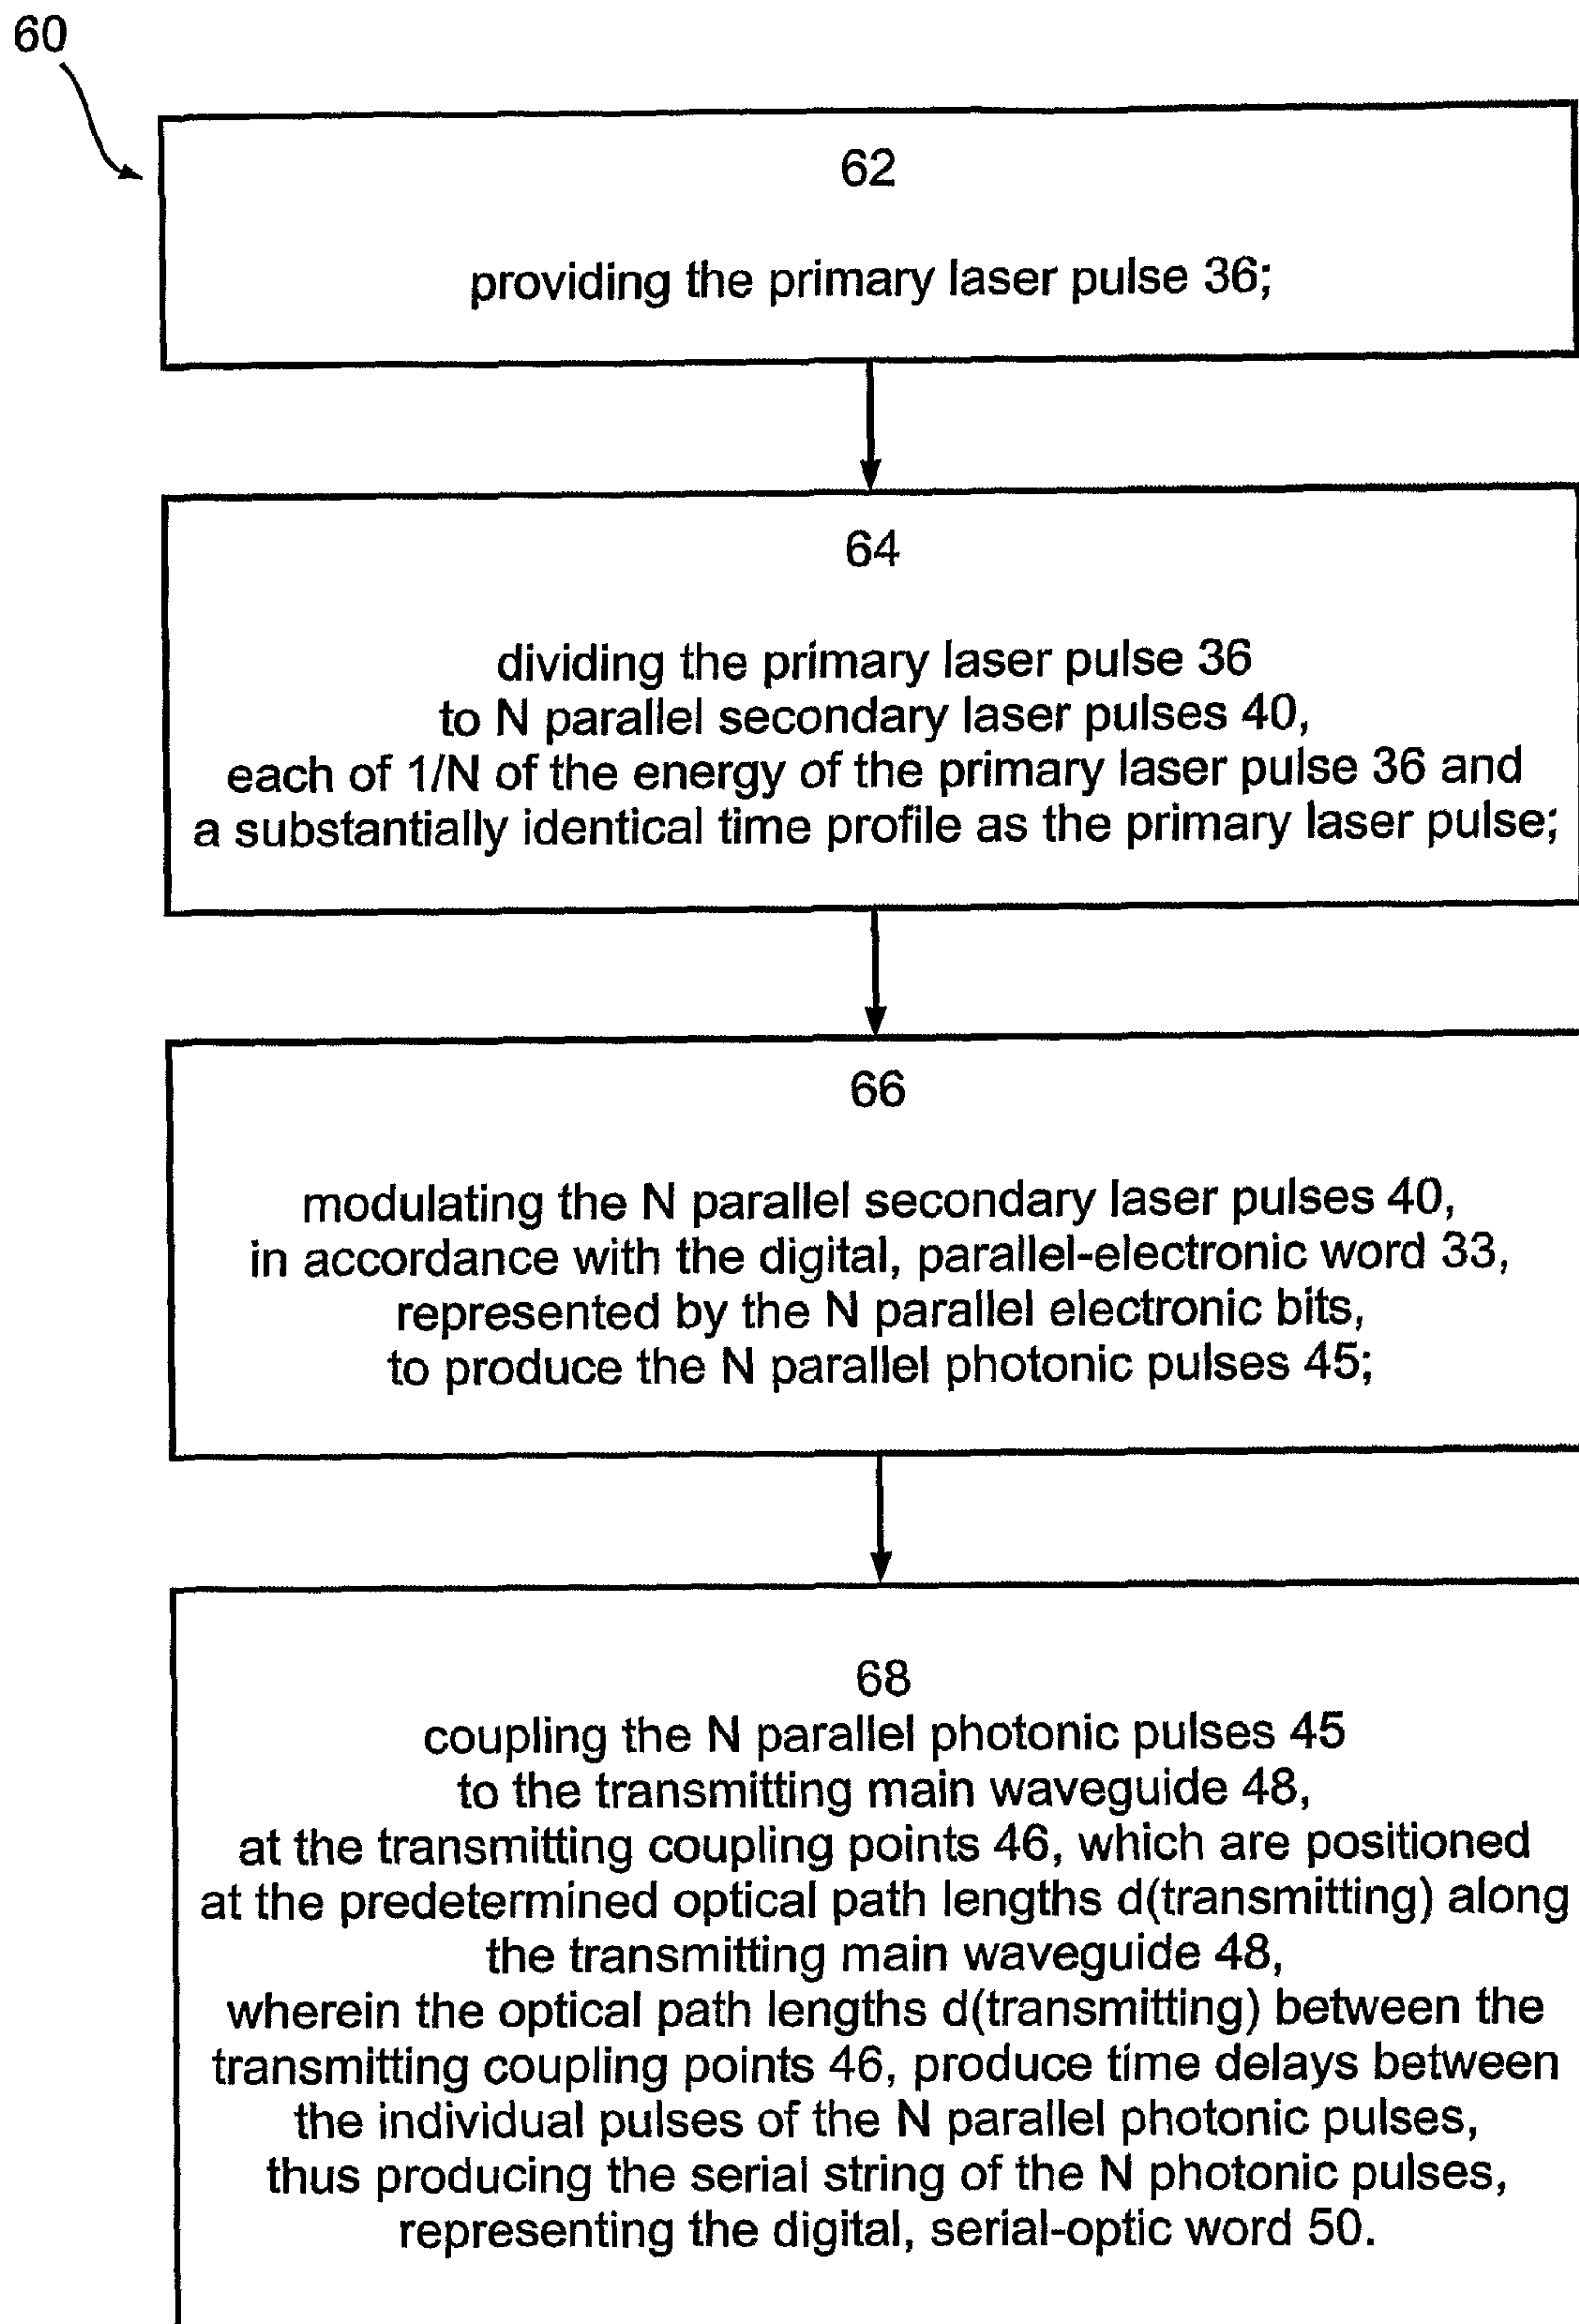 60
62
providing the primary laser pulse 36;
64
dividing the primary laser pulse 36
to N parallel secondary laser pulses 40,
each of 1/N of the energy of the primary laser pulse 36 and
a substantially identical time profile as the primary laser pulse;
66
modulating the N parallel secondary laser pulses 40,
in accordance with the digital, parallel-electronic word 33,
represented by the N parallel electronic bits,
to produce the N parallel photonic pulses 45;
68
coupling the N parallel photonic pulses 45
to the transmitting main waveguide 48,
at the transmitting coupling points 46, which are positioned
at the predetermined optical path lengths d(transmitting) along
the transmitting main waveguide 48,
wherein the optical path lengths d(transmitting) between the
transmitting coupling points 46, produce time delays between
the individual pulses of the N parallel photonic pulses,
thus producing the serial string of the N photonic pulses,
representing the digital, serial-optic word 50.